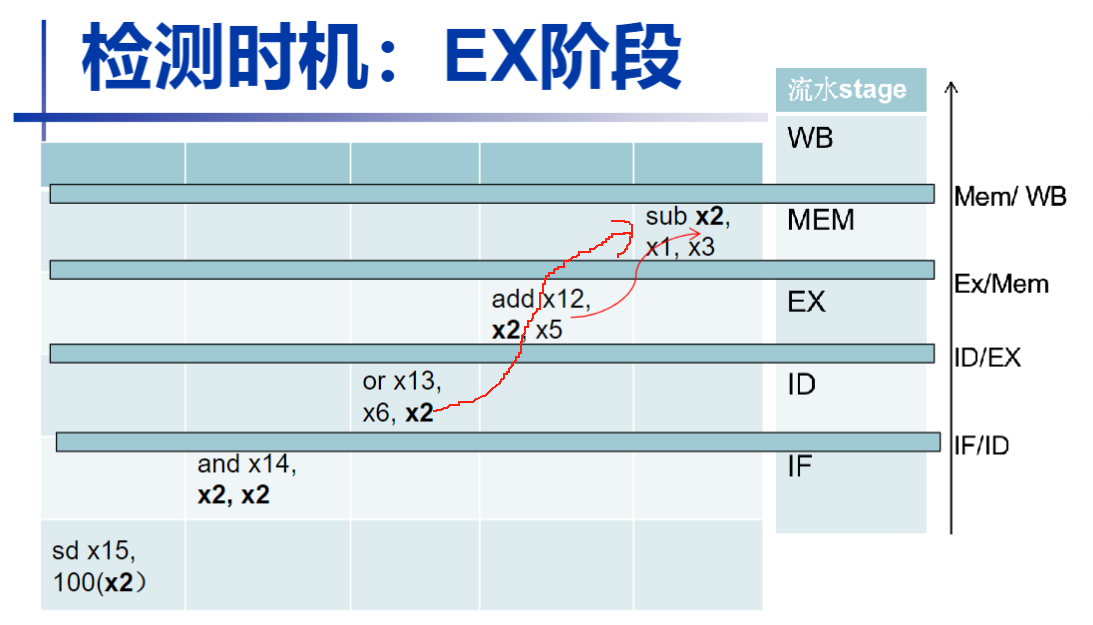 检测时机：EX阶段
流水stage
WB
Mem/ WB
sub x2,
x1, x3
MEM
Ex/Mem
add x12,
x2, x5
EX
ID/EX
or x13,
x6, x2
ID
IF/ID
and x14,
x2, x2
IF
sd x15,
100(x2）